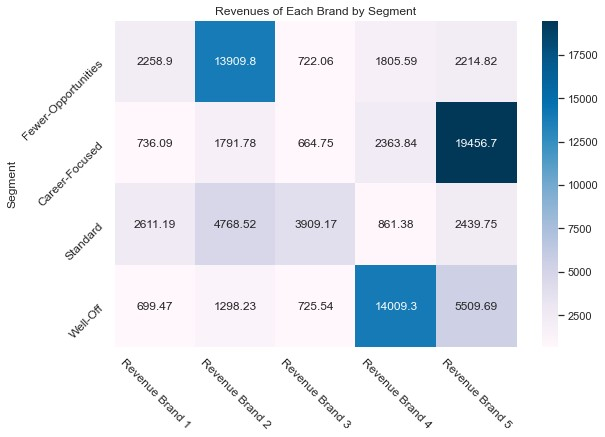 Revenues of Each Brand by Segment
Segment
Fewer-Opportunities
2258.9 13909.8 722.06 1805.59 2214.82
Career-Focused
736.09 1791.78 664.75 2363.84 19456.7
Standard
2611.19 4768.52 3909.17 861.38 2439.75
Well-Off
699.47 1298.23 725.54 14009.3 5509.69
Revenue Brand 1
Revenue Brand 2
Revenue Brand 3
Revenue Brand 4
Revenue Brand 5
17500
15000
12500
10000
7500
5000
2500